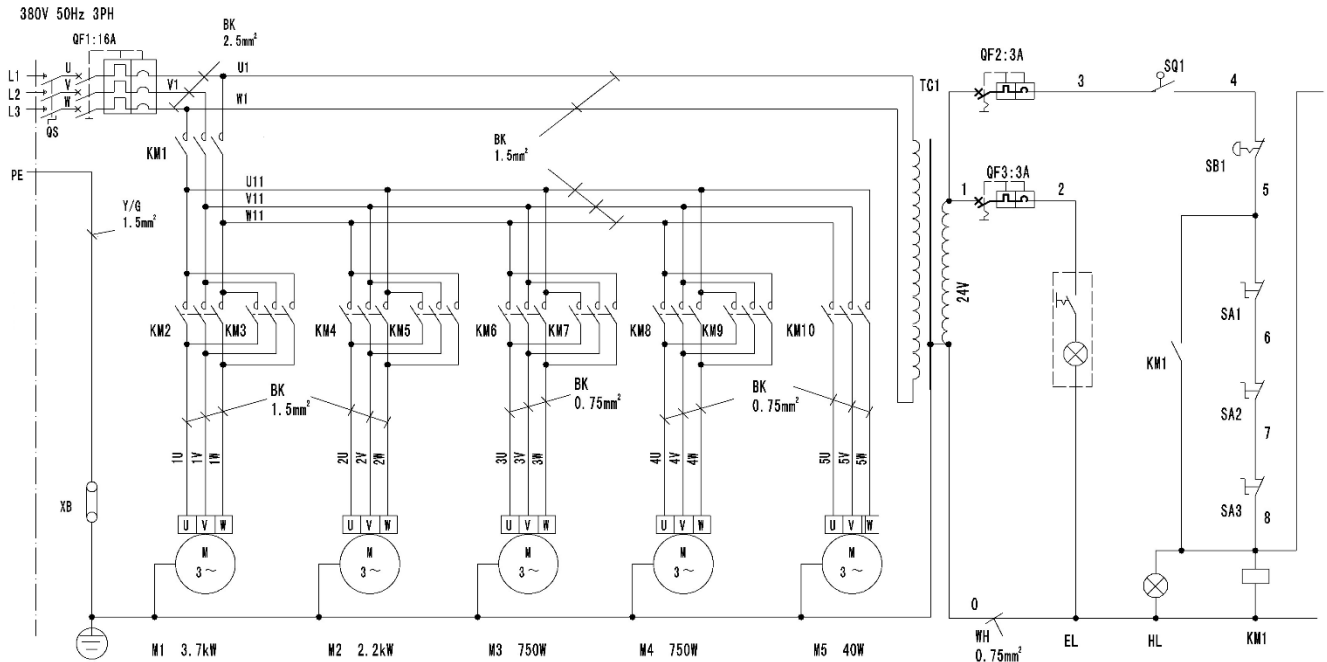 380V 50Hz 3PH
QF1:16A
BK
2.5mm²
L1 U U1
L2 V V1
L3 W W1
QS
KM1
BK
1.5mm²
TC1
QF2:3A
3
SQ1
4
SB1
PE
Y/G
1.5mm²
U11
V11
W11
QF3:3A
1
2
5
24V
KM2 KM3 KM4 KM5 KM6 KM7 KM8 KM9 KM10
SA1
6
KM1
SA2
7
SA3
8
BK
1.5mm²
BK
0.75mm²
BK
0.75mm²
1U 1V 1W 2U 2V 2W 3U 3V 3W 4U 4V 4W 5U 5V 5W
XB
U V W U V W U V W U V W U V W
M M M M M
3~ 3~ 3~ 3~ 3~
0
WH
0.75mm²
EL HL KM1
M1 3.7kW M2 2.2kW M3 750W M4 750W M5 40W